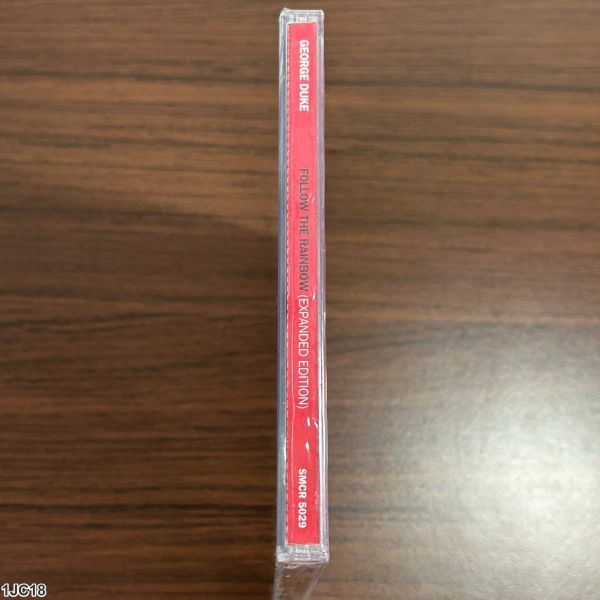 GEORGE DUKE FOLLOW THE RAINBOW (EXPANDED EDITION) SMCR 5029
1JC18